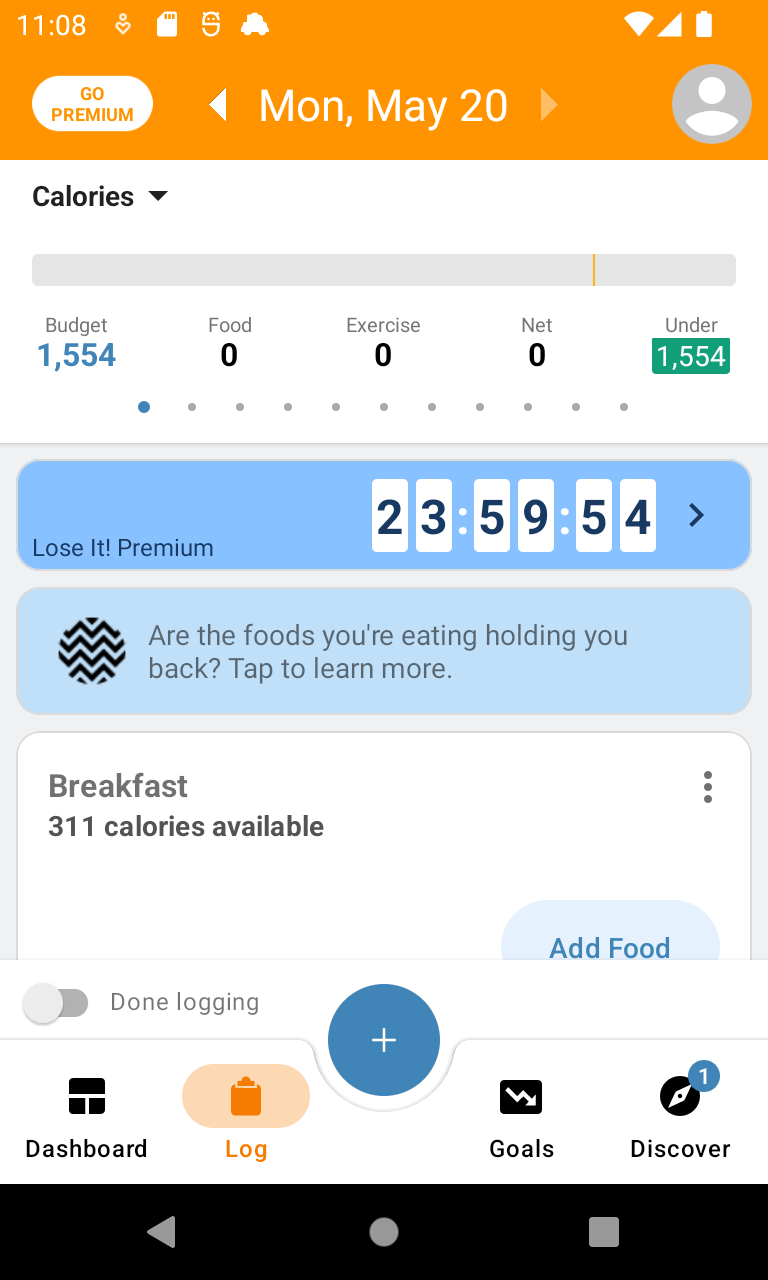 11:08
GO
PREMIUM
Mon, May 20
Calories
Budget
1,554
Food
0
Exercise
0
Net
0
Under
1,554
Lose It! Premium
23:59:54
Are the foods you're eating holding you
back? Tap to learn more.
Breakfast
311 calories available
Add Food
Done logging
+
Dashboard
Log
Goals
1
Discover